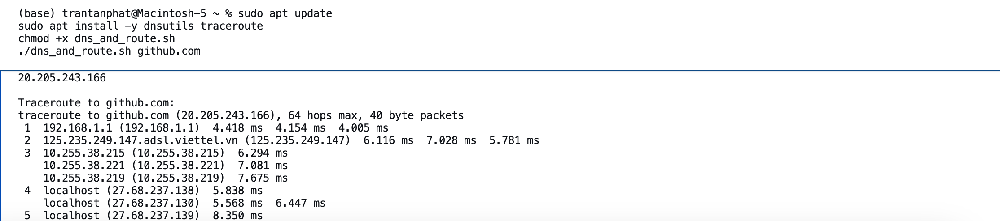 (base) trantanphat@Macintosh-5 ~ % sudo apt update
sudo apt install -y dnsutils traceroute
chmod +x dns_and_route.sh
./dns_and_route.sh github.com
20.205.243.166
Traceroute to github.com:
traceroute to github.com (20.205.243.166), 64 hops max, 40 byte packets
 1  192.168.1.1 (192.168.1.1)  4.418 ms  4.154 ms  4.005 ms
 2  125.235.249.147.adsl.viettel.vn (125.235.249.147)  6.116 ms  7.028 ms  5.781 ms
 3  10.255.38.215 (10.255.38.215)  6.294 ms
    10.255.38.221 (10.255.38.221)  7.081 ms
    10.255.38.219 (10.255.38.219)  7.675 ms
 4  localhost (27.68.237.138)  5.838 ms
    localhost (27.68.237.130)  5.568 ms  6.447 ms
 5  localhost (27.68.237.139)  8.350 ms